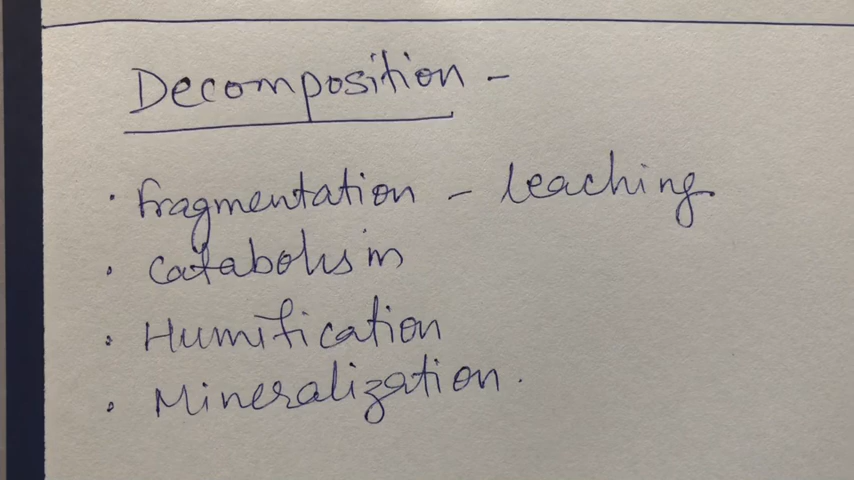 Decomposition -
• Fragmentation - leaching
• Catabolism
• Humification
• Mineralization.